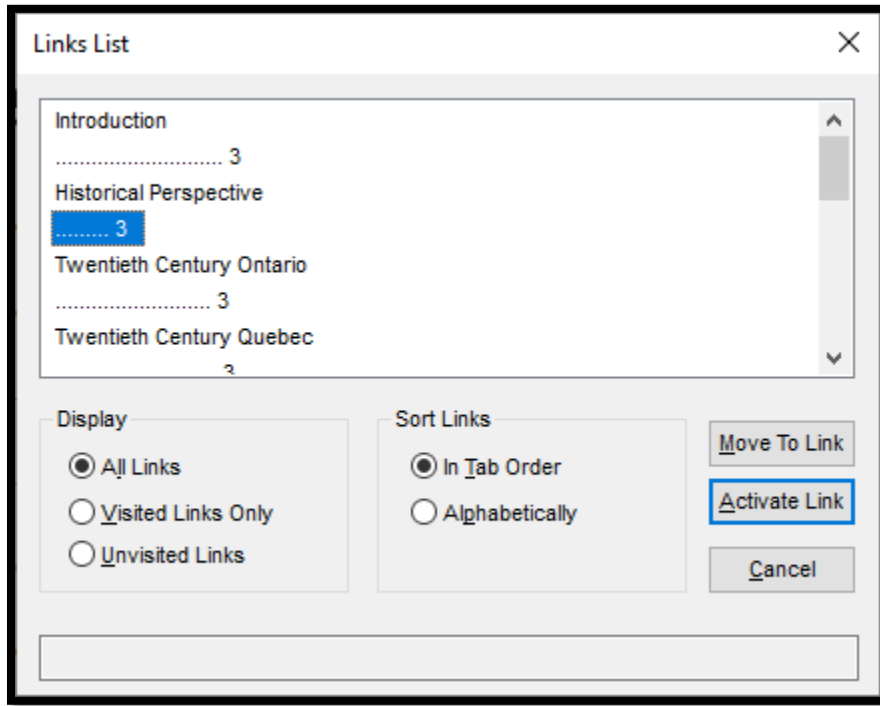 Links List
Introduction
............................ 3
Historical Perspective
......... 3
Twentieth Century Ontario
.......................... 3
Twentieth Century Quebec
............................ 3
Display
All Links
Visited Links Only
Unvisited Links
Sort Links
In Tab Order
Alphabetically
Move To Link
Activate Link
Cancel